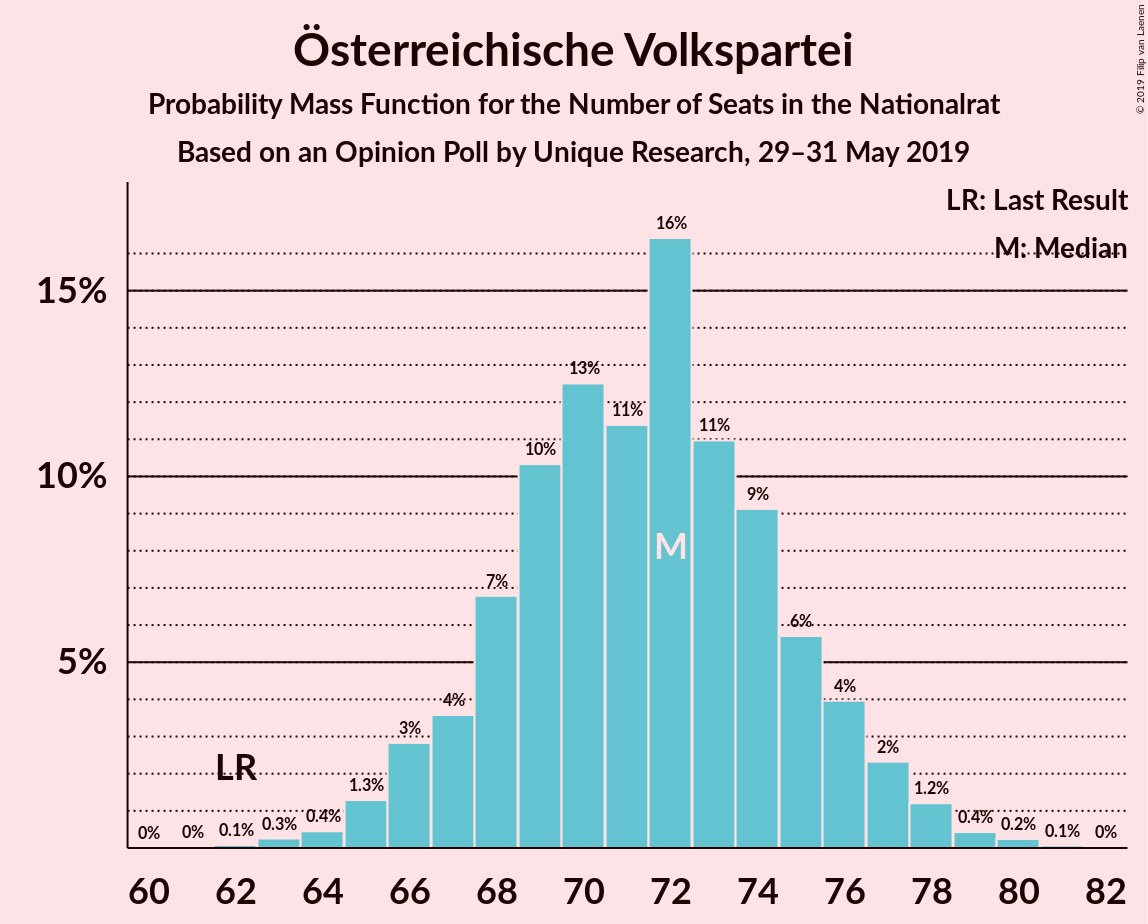 Österreichische Volkspartei
Probability Mass Function for the Number of Seats in the Nationalrat
Based on an Opinion Poll by Unique Research, 29–31 May 2019
© 2019 Filip van Laenen
LR: Last Result
M: Median
15%
10%
5%
0%
0%
0.1%
0.3%
0.4%
1.3%
3%
4%
7%
10%
13%
11%
16%
11%
9%
6%
4%
2%
1.2%
0.4%
0.2%
0.1%
0%
LR
M
60 62 64 66 68 70 72 74 76 78 80 82